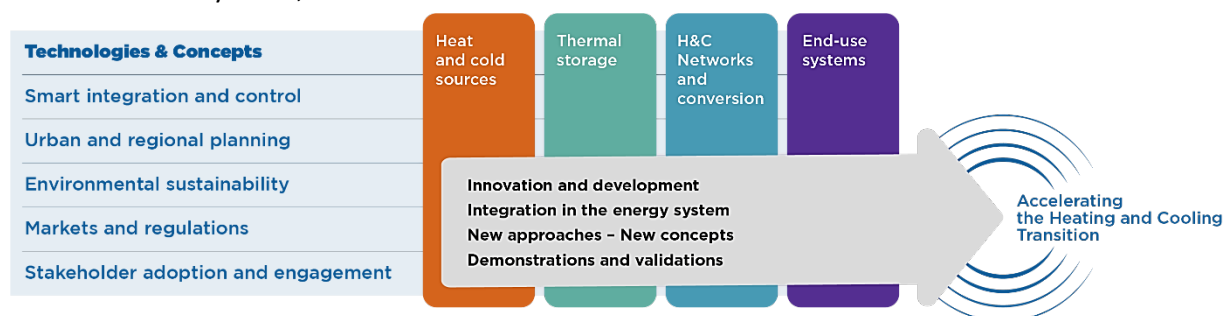 Technologies & Concepts
Smart integration and control
Urban and regional planning
Environmental sustainability
Markets and regulations
Stakeholder adoption and engagement
Heat
and cold
sources
Thermal
storage
H&C
Networks
and
conversion
End-use
systems
Innovation and development
Integration in the energy system
New approaches – New concepts
Demonstrations and validations
Accelerating
the Heating and Cooling
Transition